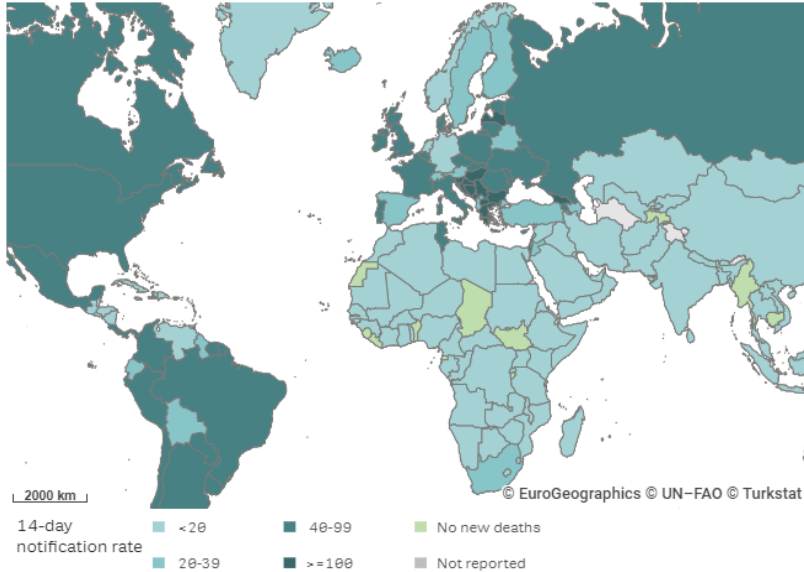 2000 km
© EuroGeographics © UN–FAO © Turkstat
14-day
notification rate
<20
40-99
No new deaths
20-39
>=100
Not reported